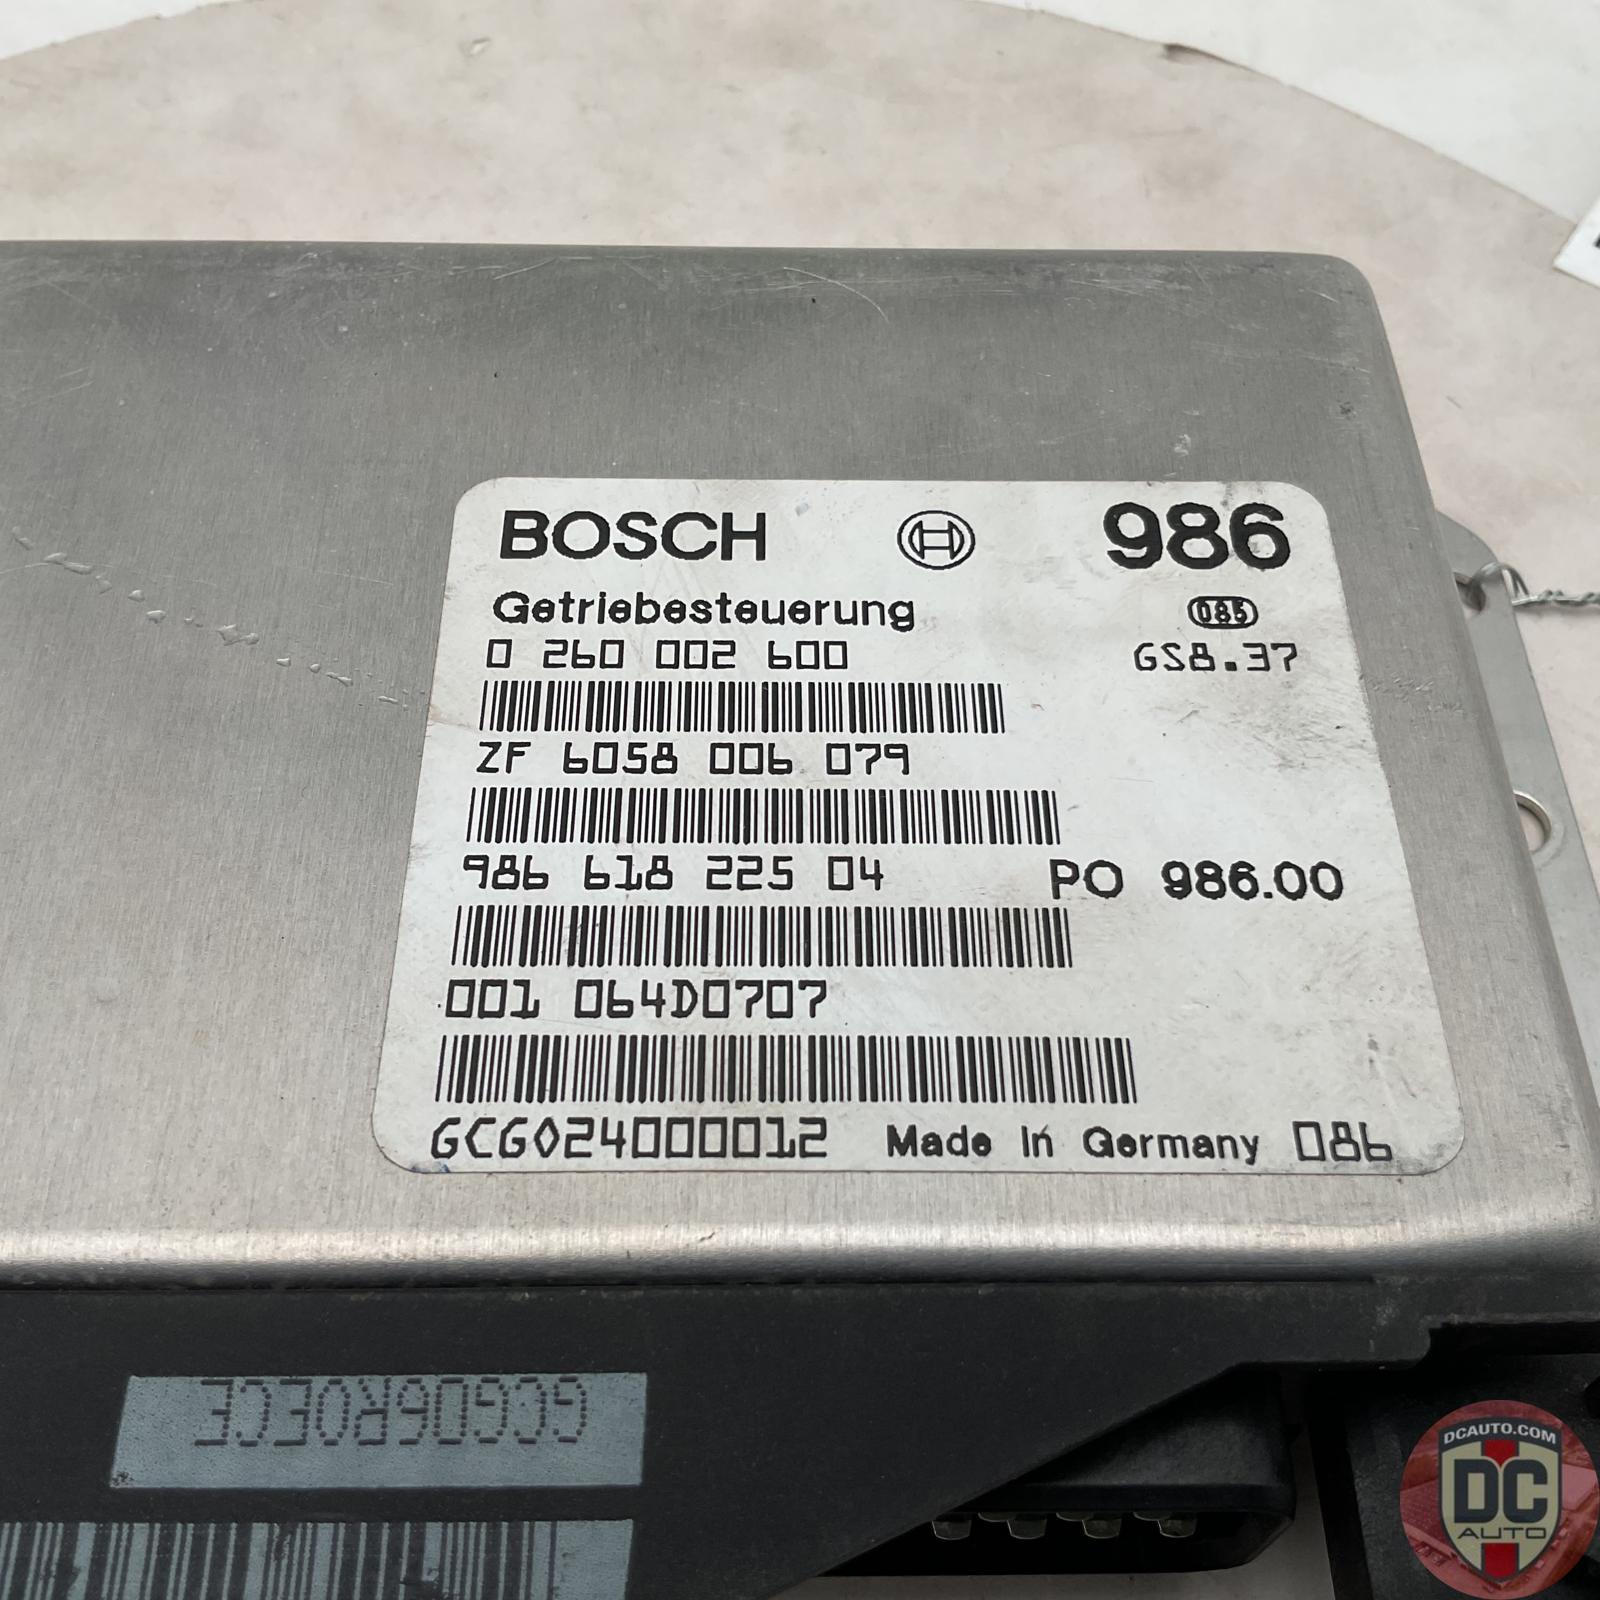 BOSCH 986
Getriebesteuerung 085
0 260 002 600 GS8.37
ZF 6058 006 079
986 618 225 04 PO 986.00
001 064D0707
GCG024000012 Made In Germany 086
DCAUTO.COM
DC
AUTO